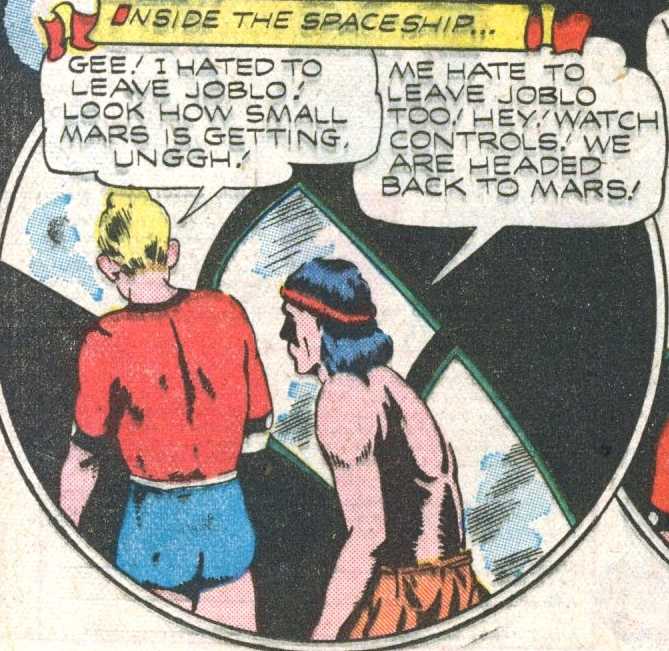 INSIDE THE SPACESHIP...
GEE! I HATED TO
LEAVE JOBLO!
LOOK HOW SMALL
MARS IS GETTING,
UNGGH!
ME HATE TO
LEAVE JOBLO
TOO! HEY! WATCH
CONTROLS! WE
ARE HEADED
BACK TO MARS!